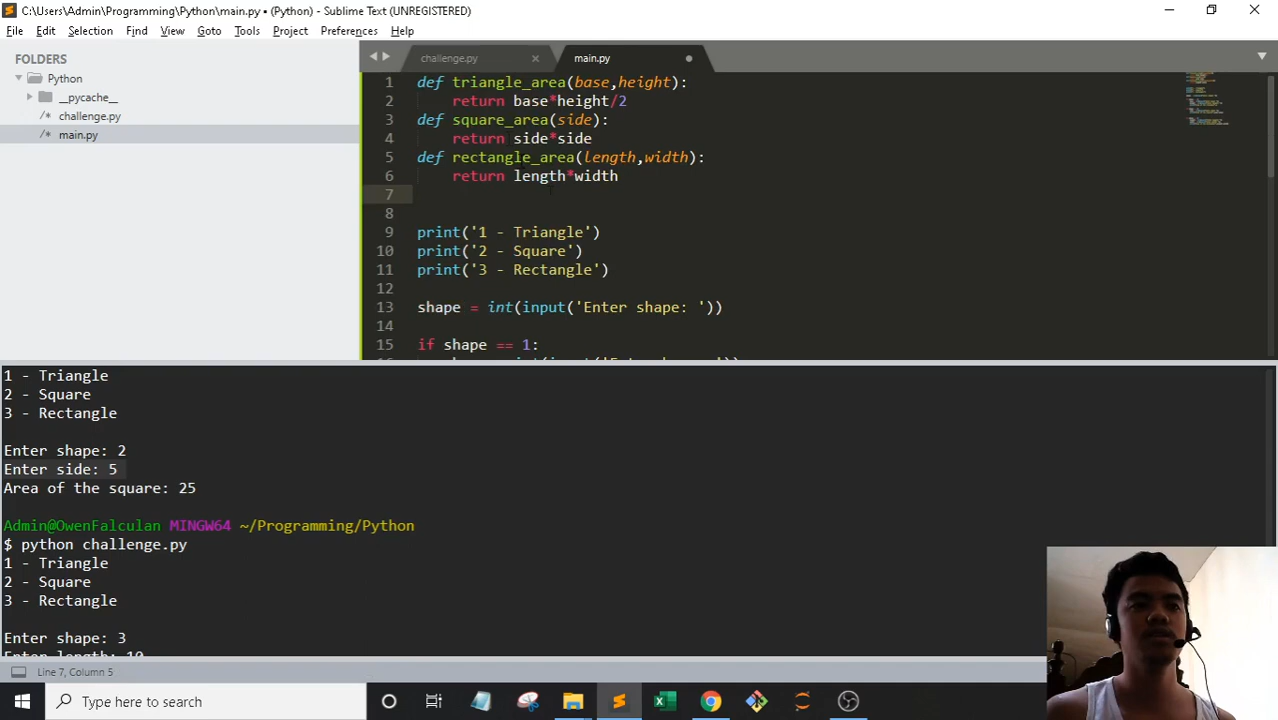 C:\Users\Admin\Programming\Python\main.py • (Python) - Sublime Text (UNREGISTERED)
File Edit Selection Find View Goto Tools Project Preferences Help
FOLDERS
Python
__pycache__
/* challenge.py
/* main.py
challenge.py main.py
1 def triangle_area(base,height):
2 return base*height/2
3 def square_area(side):
4 return side*side
5 def rectangle_area(length,width):
6 return length*width
7
8
9 print('1 - Triangle')
10 print('2 - Square')
11 print('3 - Rectangle')
12
13 shape = int(input('Enter shape: '))
14
15 if shape == 1:
1 - Triangle
2 - Square
3 - Rectangle
Enter shape: 2
Enter side: 5
Area of the square: 25
Admin@OwenFalculan MINGW64 ~/Programming/Python
$ python challenge.py
1 - Triangle
2 - Square
3 - Rectangle
Enter shape: 3
Enter length: 10
Line 7, Column 5
Type here to search